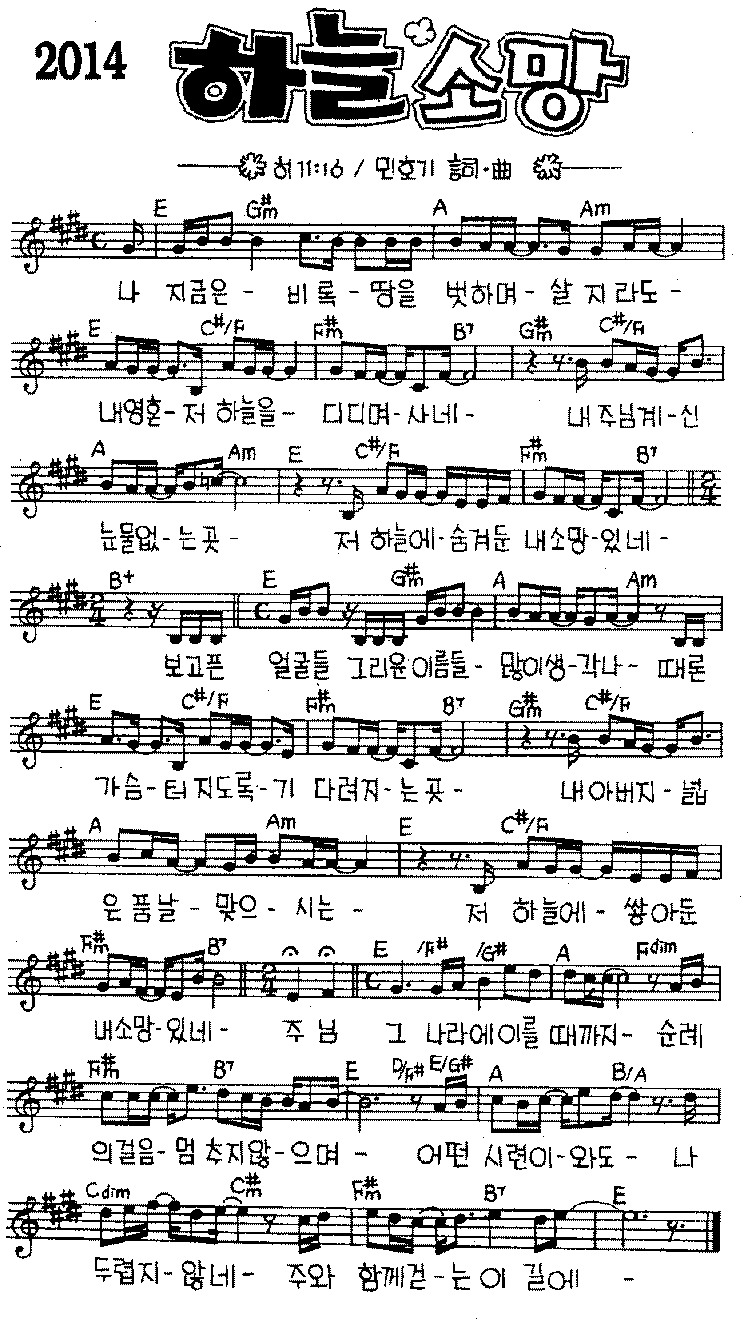 2014 하늘소망
히11:16 / 민호기 詞·曲
E G#m A Am
나 지금은 - 비록 - 땅을 벗하며 - 살 지라도 -
E C#/F F#m B7 G#m C#/F
내영혼 - 저 하늘을 - 디디며 - 사네 - 내 주님계 - 신
A Am E C#/F F#m B7
눈물없 - 는곳 - 저 하늘에 - 숨겨둔 내소망 - 있네 -
B+ E G#m A Am
보고픈 얼굴들 그리운이름들 - 많이생 - 각나 - 때론
E C#/F F#m B7 G#m C#/F
가슴 - 터 지도록 - 기 다려지 - 는곳 - 내아버지 - 넓
A Am E C#/F
은품날 - 맞으 - 시는 - 저 하늘에 - 쌓아둔
F#m B7 E /F# /G# A Fdim
내소망 - 있네 - 주 님 그 나라에이를 때까지 - 순례
F#m B7 E D/F# E/G# A B/A
의걸음 - 멈 추지않 - 으며 - 어떤 시련이 - 와도 - 나
Cdim C#m F#m B7 E
두렵지 - 않네 - 주와 함께걷 - 는이 길에 -